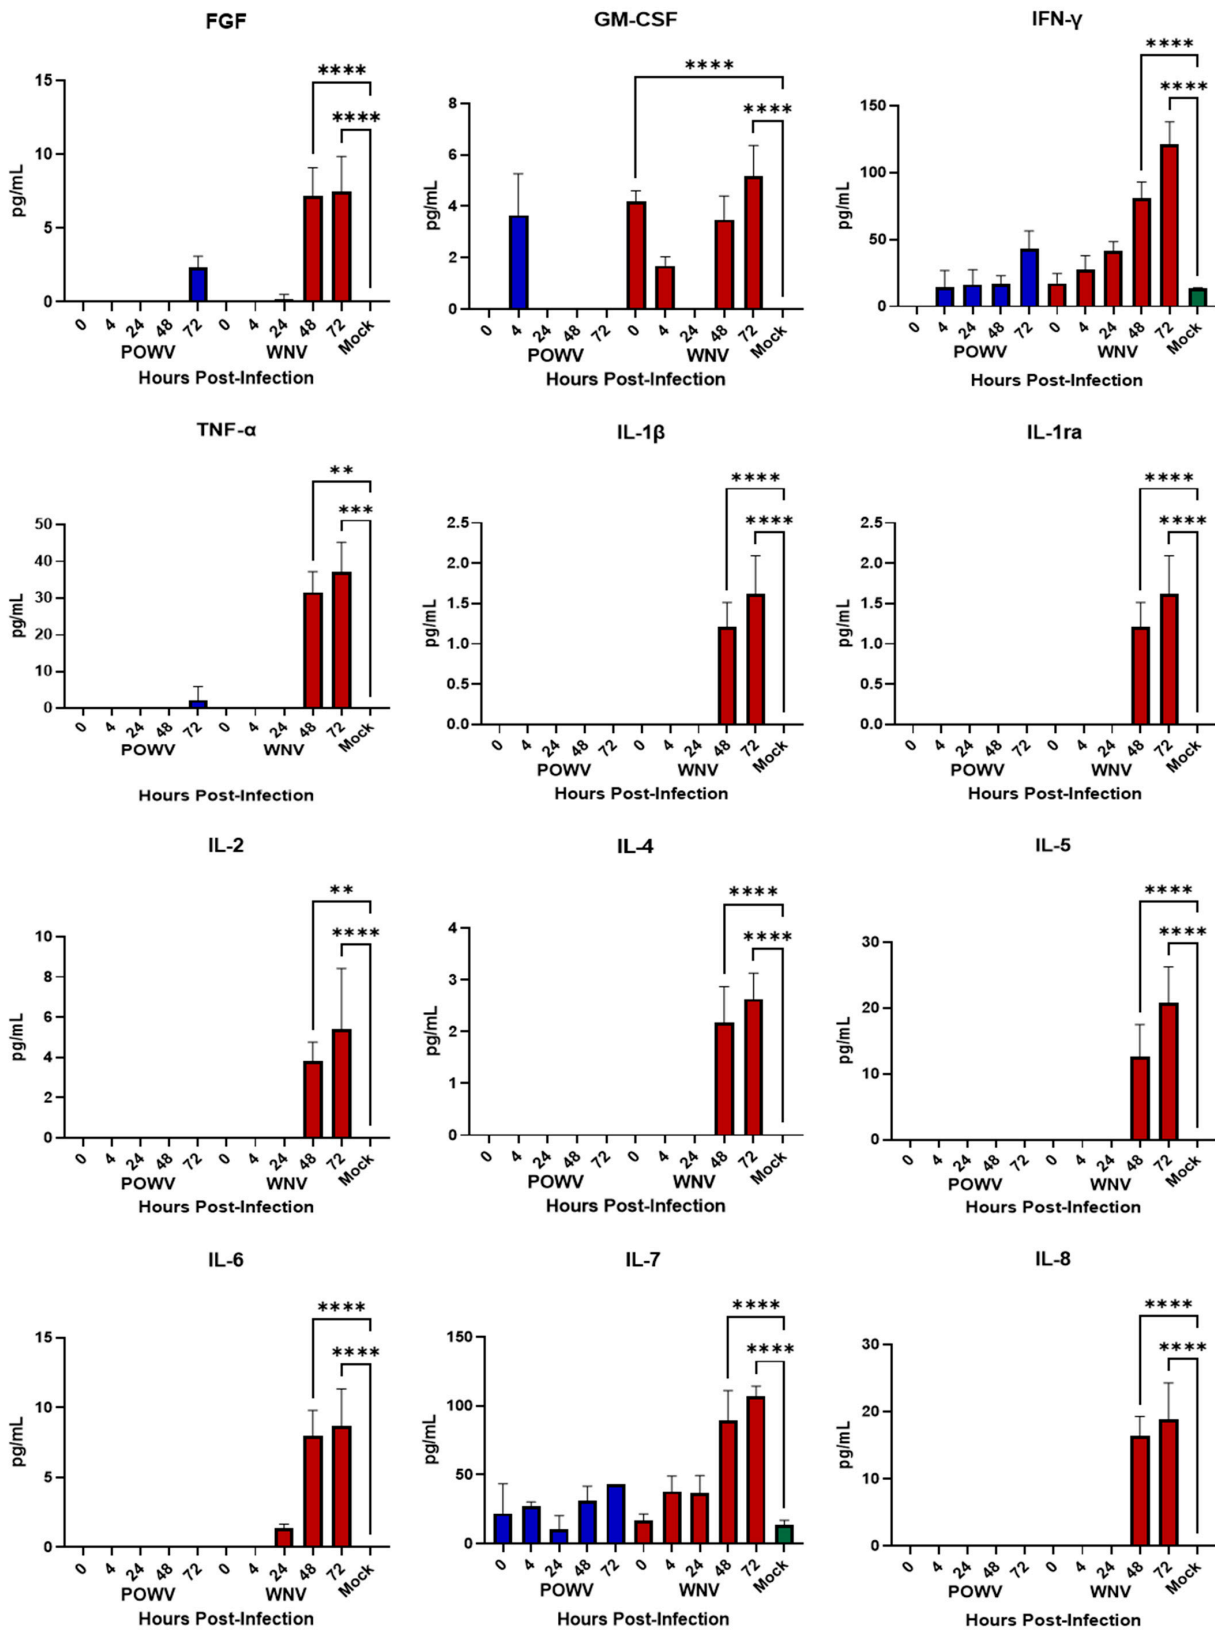 FGF
****
****
15
10
5
0
pg/mL
0 4 24 48 72 0 4 24 48 72 Mock
POWV WNV
Hours Post-Infection
GM-CSF
****
****
8
6
4
2
0
pg/mL
0 4 24 48 72 0 4 24 48 72 Mock
POWV WNV
Hours Post-Infection
IFN-γ
****
****
150
100
50
0
pg/mL
0 4 24 48 72 0 4 24 48 72 Mock
POWV WNV
Hours Post-Infection
TNF-α
**
***
50
40
30
20
10
0
pg/mL
0 4 24 48 72 0 4 24 48 72 Mock
POWV WNV
Hours Post-Infection
IL-1β
****
****
2.5
2.0
1.5
1.0
0.5
0.0
pg/mL
0 4 24 48 72 0 4 24 48 72 Mock
POWV WNV
Hours Post-Infection
IL-1ra
****
****
2.5
2.0
1.5
1.0
0.5
0.0
pg/mL
0 4 24 48 72 0 4 24 48 72 Mock
POWV WNV
Hours Post-Infection
IL-2
**
****
10
8
6
4
2
0
pg/mL
0 4 24 48 72 0 4 24 48 72 Mock
POWV WNV
Hours Post-Infection
IL-4
****
****
4
3
2
1
0
pg/mL
0 4 24 48 72 0 4 24 48 72 Mock
POWV WNV
Hours Post-Infection
IL-5
****
****
30
20
10
0
pg/mL
0 4 24 48 72 0 4 24 48 72 Mock
POWV WNV
Hours Post-Infection
IL-6
****
****
15
10
5
0
pg/mL
0 4 24 48 72 0 4 24 48 72 Mock
POWV WNV
Hours Post-Infection
IL-7
****
****
150
100
50
0
pg/mL
0 4 24 48 72 0 4 24 48 72 Mock
POWV WNV
Hours Post-Infection
IL-8
****
****
30
20
10
0
pg/mL
0 4 24 48 72 0 4 24 48 72 Mock
POWV WNV
Hours Post-Infection